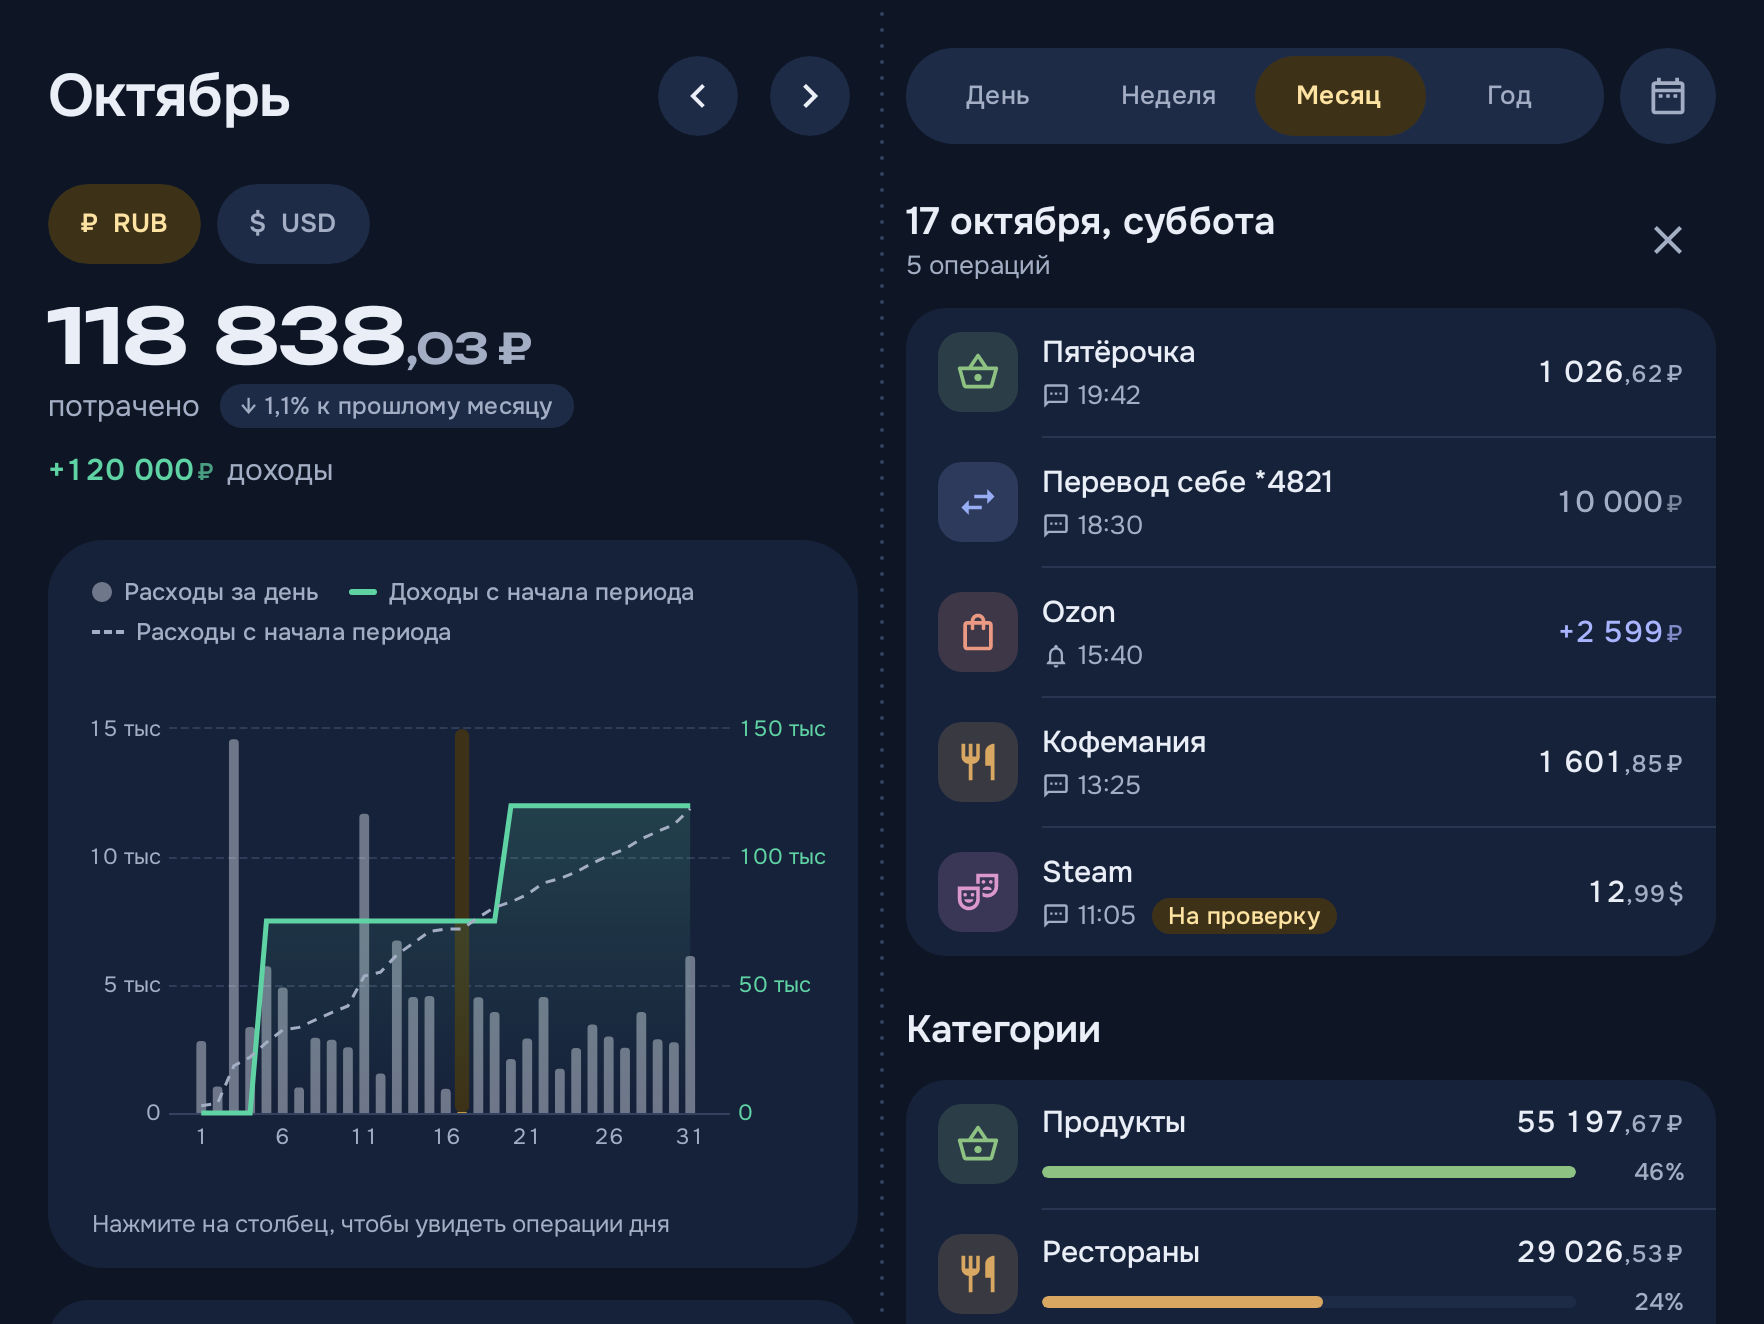 Октябрь
₽ RUB
$ USD
118 838,03 ₽
потрачено
↓ 1,1% к прошлому месяцу
+120 000 ₽ доходы
Расходы за день
Доходы с начала периода
Расходы с начала периода
15 тыс
150 тыс
10 тыс
100 тыс
5 тыс
50 тыс
0
0
1 6 11 16 21 26 31
Нажмите на столбец, чтобы увидеть операции дня
День
Неделя
Месяц
Год
17 октября, суббота
5 операций
Пятёрочка
1 026,62 ₽
19:42
Перевод себе *4821
10 000 ₽
18:30
Ozon
+2 599 ₽
15:40
Кофемания
1 601,85 ₽
13:25
Steam
12,99 $
11:05
На проверку
Категории
Продукты
55 197,67 ₽
46%
Рестораны
29 026,53 ₽
24%